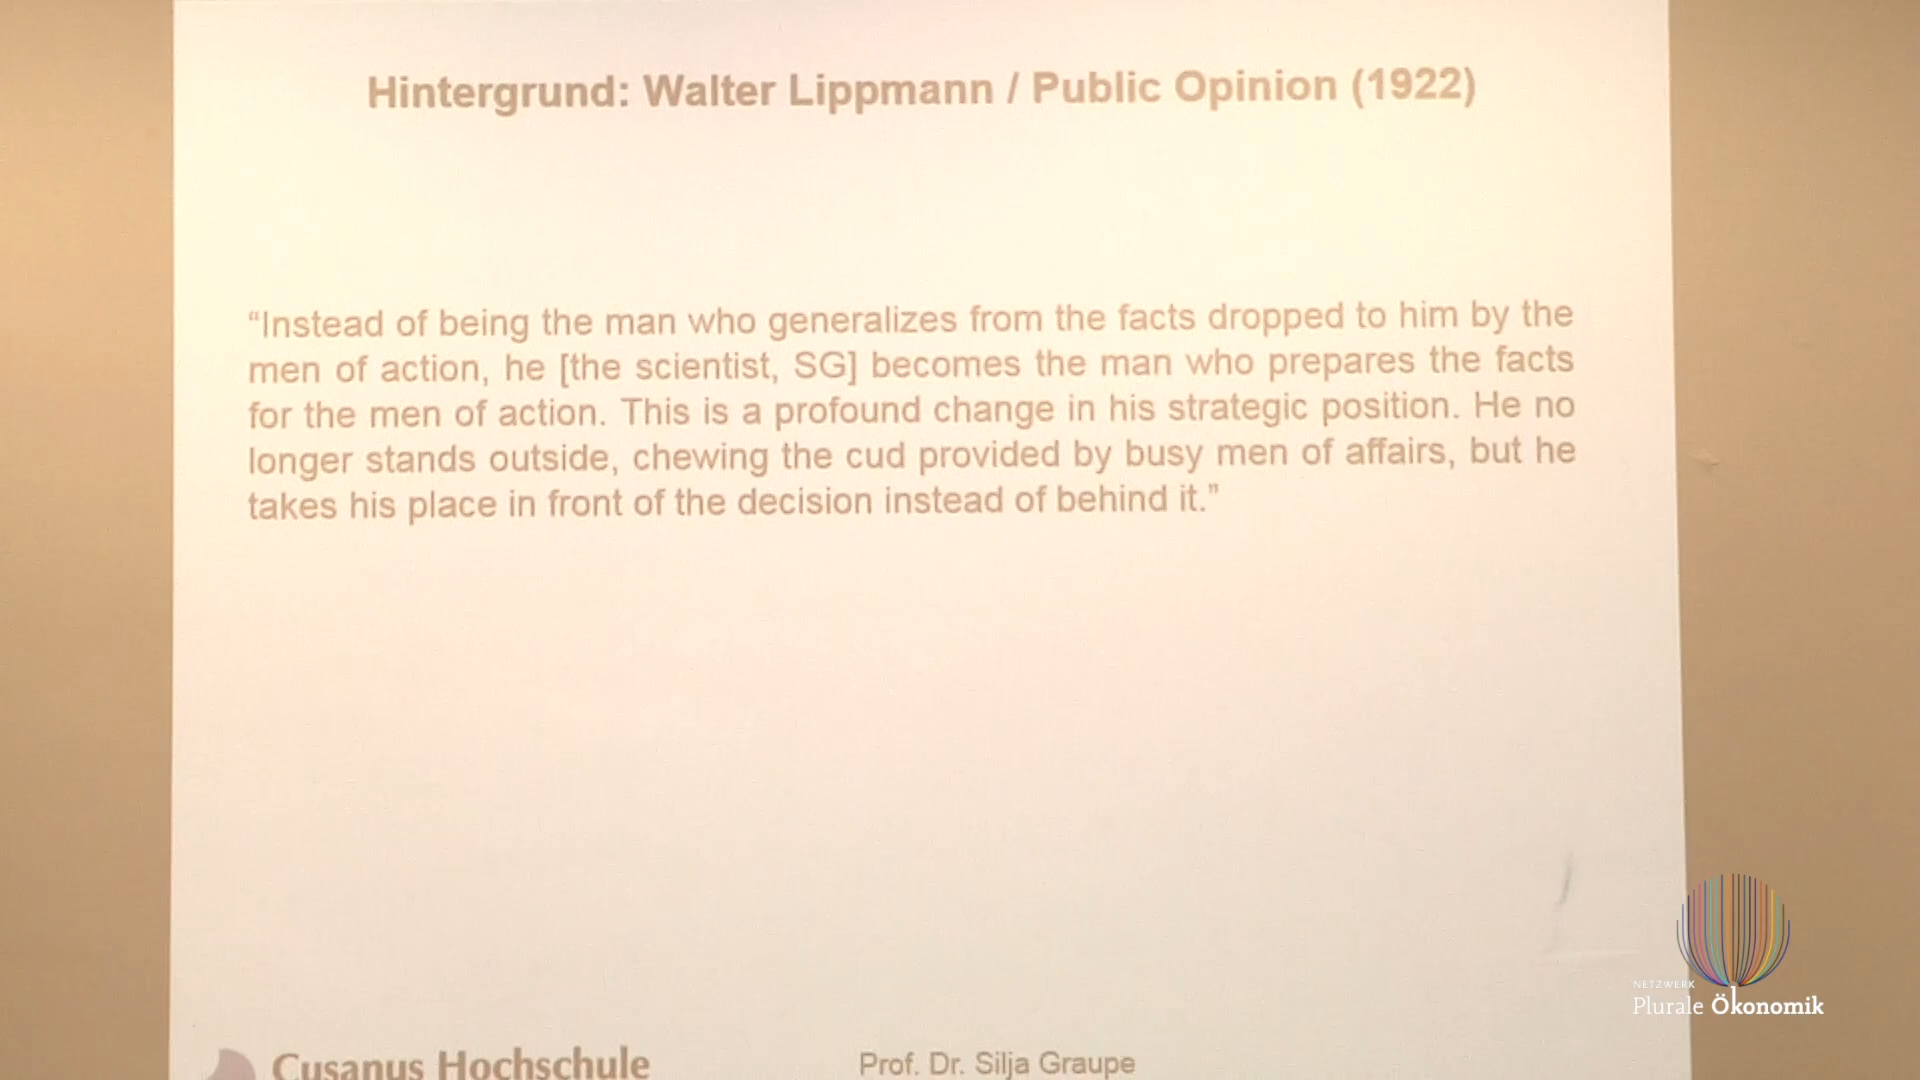 Hintergrund: Walter Lippmann / Public Opinion (1922)
“Instead of being the man who generalizes from the facts dropped to him by the
men of action, he [the scientist, SG] becomes the man who prepares the facts
for the men of action. This is a profound change in his strategic position. He no
longer stands outside, chewing the cud provided by busy men of affairs, but he
takes his place in front of the decision instead of behind it.”
Cusanus Hochschule
Prof. Dr. Silja Graupe
NETZWERK
Plurale Ökonomik